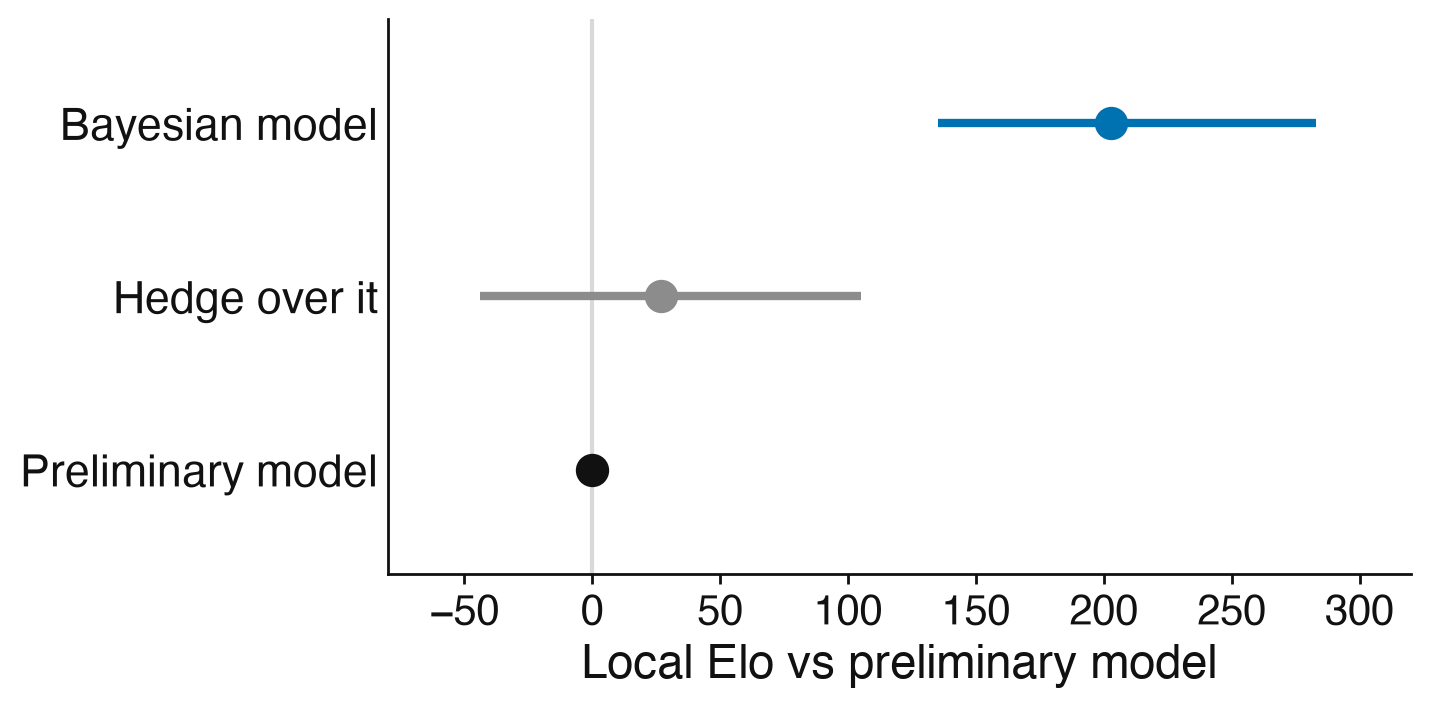 Bayesian model
Hedge over it
Preliminary model
−50 0 50 100 150 200 250 300
Local Elo vs preliminary model